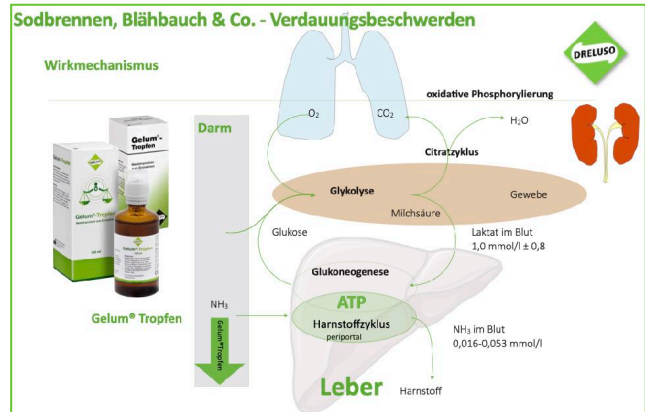 Sodbrennen, Blähbauch & Co. - Verdauungsbeschwerden
DRELUSO
Wirkmechanismus
oxidative Phosphorylierung
O₂
CO₂
H₂O
Darm
Citratzyklus
Gelum®-
Tropfen
Glykolyse
Gewebe
Milchsäure
Glukose
Laktat im Blut
1,0 mmol/l ± 0,8
Glukoneogenese
ATP
NH₃
Harnstoffzyklus
periportal
NH₃ im Blut
0,016-0,053 mmol/l
Gelum® Tropfen
Gelum®Tropfen
Leber
Harnstoff